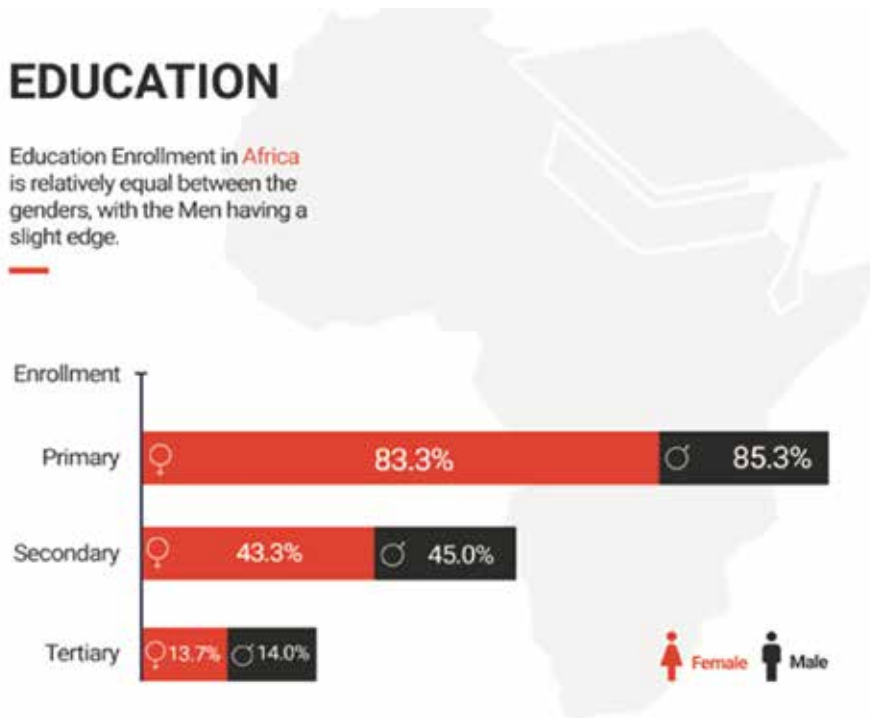 EDUCATION
Education Enrollment in Africa
is relatively equal between the
genders, with the Men having a
slight edge.
Enrollment
Primary 83.3% 85.3%
Secondary 43.3% 45.0%
Tertiary 13.7% 14.0%
Female Male